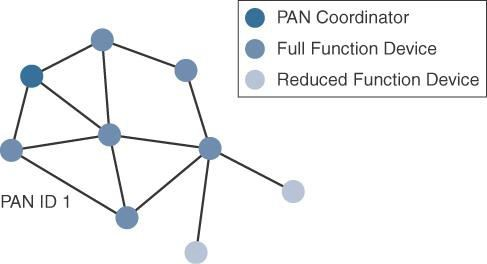 PAN Coordinator
Full Function Device
Reduced Function Device
PAN ID 1